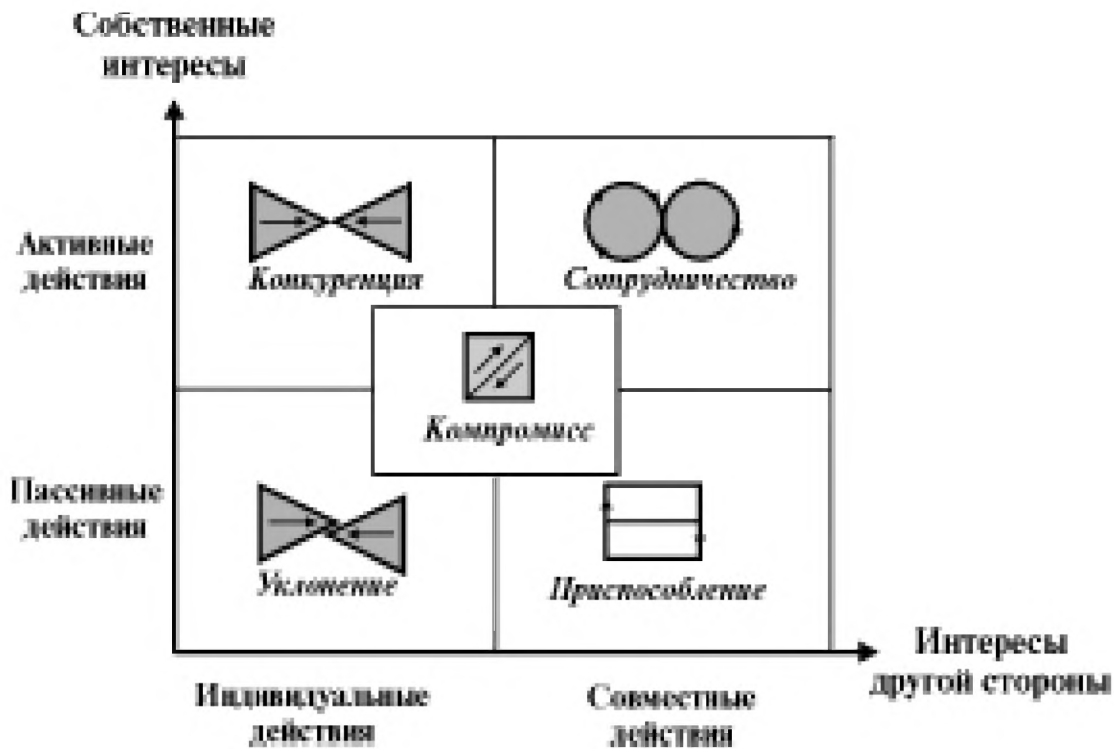 Собственные
интересы
Активные
действия
Конкуренция
Сотрудничество
Компромисс
Пассивные
действия
Уклонение
Приспособление
Интересы
другой стороны
Индивидуальные
действия
Совместные
действия